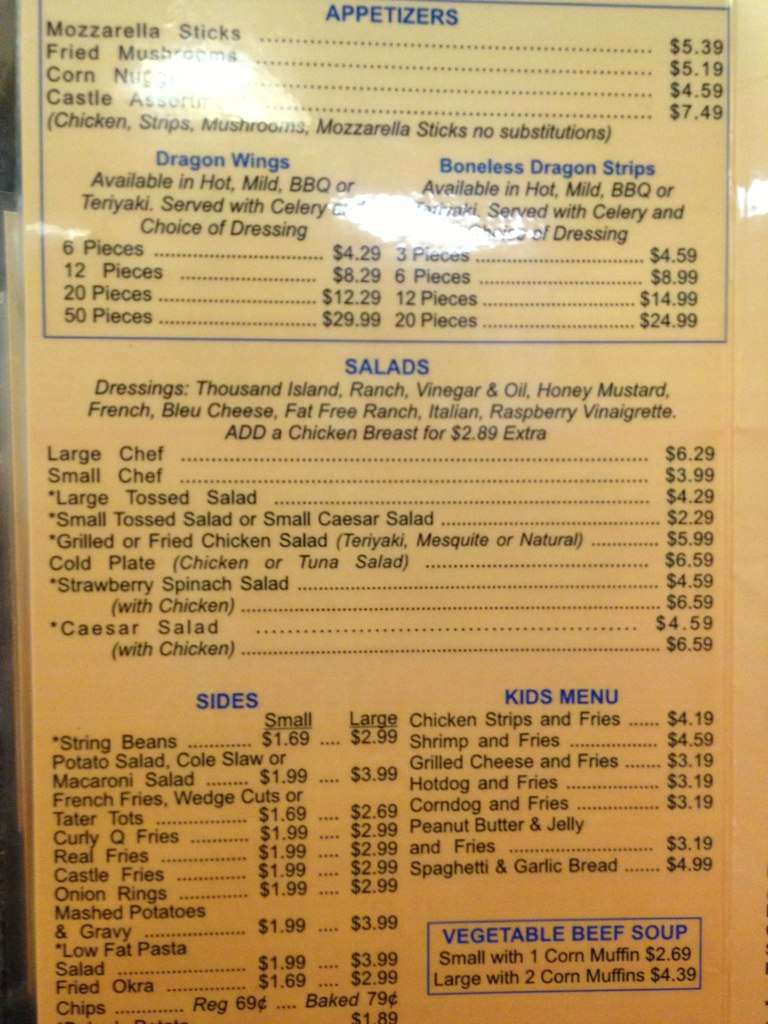 APPETIZERS
Mozzarella Sticks ........ $5.39
Fried Mushrooms ........ $5.19
Corn ........ $4.59
Castle ........ $7.49
(Chicken, Strips, Mushrooms, Mozzarella Sticks no substitutions)
Dragon Wings
Available in Hot, Mild, BBQ or
Teriyaki. Served with Celery
Choice of Dressing
6 Pieces ........ $4.29
12 Pieces ........ $8.29
20 Pieces ........ $12.29
50 Pieces ........ $29.99
Boneless Dragon Strips
Available in Hot, Mild, BBQ or
Teriyaki. Served with Celery and
Choice of Dressing
3 Pieces ........ $4.59
6 Pieces ........ $8.99
12 Pieces ........ $14.99
20 Pieces ........ $24.99
SALADS
Dressings: Thousand Island, Ranch, Vinegar & Oil, Honey Mustard,
French, Bleu Cheese, Fat Free Ranch, Italian, Raspberry Vinaigrette.
ADD a Chicken Breast for $2.89 Extra
Large Chef ........ $6.29
Small Chef ........ $3.99
*Large Tossed Salad ........ $4.29
*Small Tossed Salad or Small Caesar Salad ........ $2.29
*Grilled or Fried Chicken Salad (Teriyaki, Mesquite or Natural) ........ $5.99
Cold Plate (Chicken or Tuna Salad) ........ $6.59
*Strawberry Spinach Salad ........ $4.59
(with Chicken) ........ $6.59
*Caesar Salad ........ $4.59
(with Chicken) ........ $6.59
SIDES
Small Large
*String Beans ........ $1.69 .... $2.99
Potato Salad, Cole Slaw or
Macaroni Salad ........ $1.99 .... $3.99
French Fries, Wedge Cuts or
Tater Tots ........ $1.69 .... $2.69
Curly Q Fries ........ $1.99 .... $2.99
Real Fries ........ $1.99 .... $2.99
Castle Fries ........ $1.99 .... $2.99
Onion Rings ........ $1.99 .... $2.99
Mashed Potatoes
& Gravy ........ $1.99 .... $3.99
*Low Fat Pasta
Salad ........ $1.99 .... $3.99
Fried Okra ........ $1.69 .... $2.99
Chips ........ Reg 69¢ .... Baked 79¢
$1.89
KIDS MENU
Chicken Strips and Fries ...... $4.19
Shrimp and Fries ........ $4.59
Grilled Cheese and Fries ...... $3.19
Hotdog and Fries ........ $3.19
Corndog and Fries ........ $3.19
Peanut Butter & Jelly
and Fries ........ $3.19
Spaghetti & Garlic Bread ...... $4.99
VEGETABLE BEEF SOUP
Small with 1 Corn Muffin $2.69
Large with 2 Corn Muffins $4.39